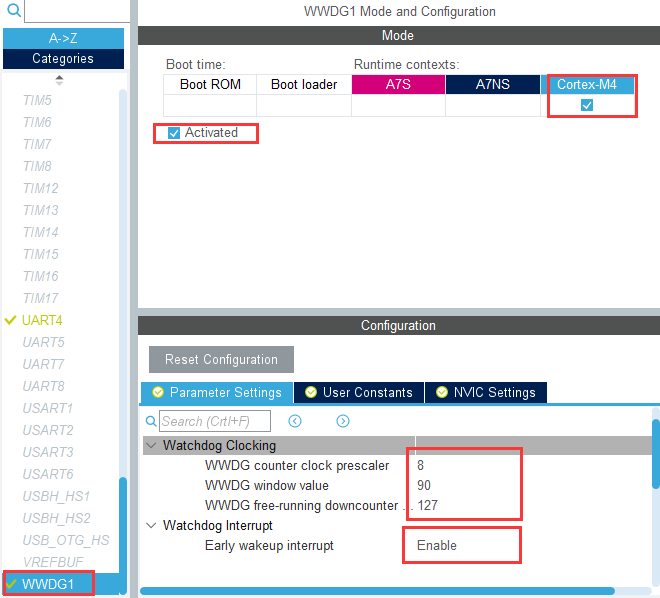 WWDG1 Mode and Configuration
A->Z
Categories
TIM5
TIM6
TIM7
TIM8
TIM12
TIM13
TIM14
TIM15
TIM16
TIM17
UART4
UART5
UART7
UART8
USART1
USART2
USART3
USART6
USBH_HS1
USBH_HS2
USB_OTG_HS
VREFBUF
WWDG1
Mode
Boot time: Runtime contexts:
Boot ROM Boot loader A7S A7NS Cortex-M4
Activated
Configuration
Reset Configuration
Parameter Settings User Constants NVIC Settings
Search (Crtl+F)
Watchdog Clocking
WWDG counter clock prescaler 8
WWDG window value 90
WWDG free-running downcounter ... 127
Watchdog Interrupt
Early wakeup interrupt Enable